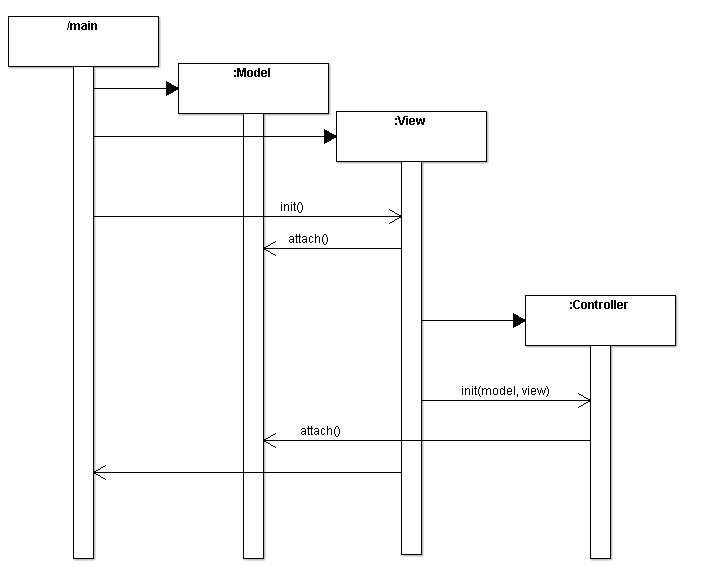 /main
:Model
:View
init()
attach()
:Controller
init(model, view)
attach()